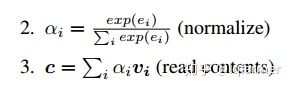 2. αᵢ = exp(eᵢ) / ∑ᵢ exp(eᵢ) (normalize)
3. c = ∑ᵢ αᵢvᵢ (read contents)